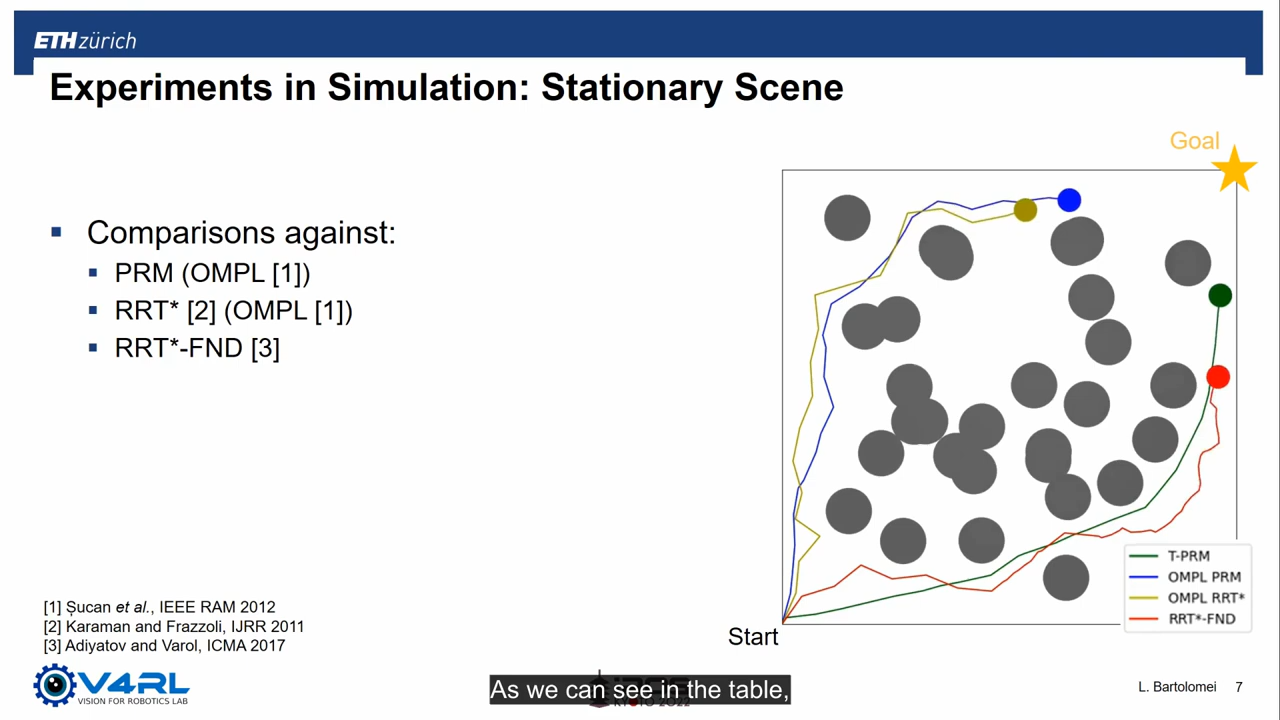 ETH zürich
Experiments in Simulation: Stationary Scene
Goal
Comparisons against:
PRM (OMPL [1])
RRT* [2] (OMPL [1])
RRT*-FND [3]
T-PRM
OMPL PRM
OMPL RRT*
RRT*-FND
Start
[1] Şucan et al., IEEE RAM 2012
[2] Karaman and Frazzoli, IJRR 2011
[3] Adiyatov and Varol, ICMA 2017
V4RL
VISION FOR ROBOTICS LAB
As we can see in the table,
KYOTO 2022
L. Bartolomei 7